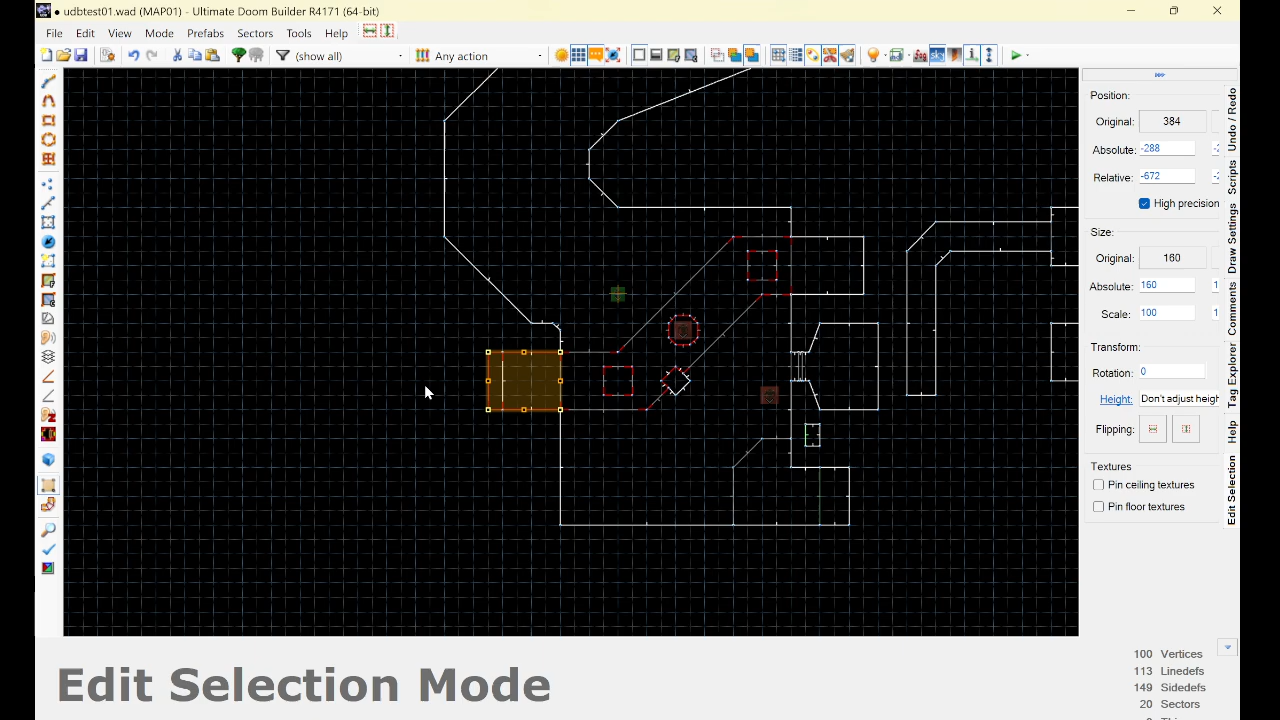 udbtest01.wad (MAP01) - Ultimate Doom Builder R4171 (64-bit)
File Edit View Mode Prefabs Sectors Tools Help
(show all) Any action
Position:
Original: 384
Absolute: -288
Relative: -672
High precision
Size:
Original: 160
Absolute: 160
Scale: 100
Transform:
Rotation: 0
Height: Don't adjust heigh
Flipping:
Textures
Pin ceiling textures
Pin floor textures
Undo / Redo
Scripts
Draw Settings
Comments
Tag Explorer
Help
Edit Selection
Edit Selection Mode
100 Vertices
113 Linedefs
149 Sidedefs
20 Sectors